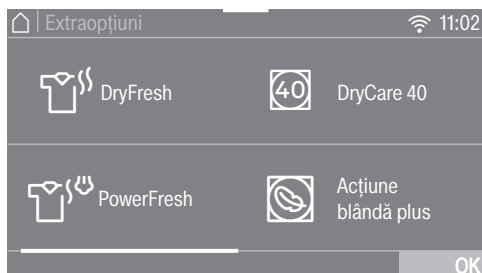 Extraopțiuni
11:02
DryFresh
40
DryCare 40
PowerFresh
Acțiune
blândă plus
OK